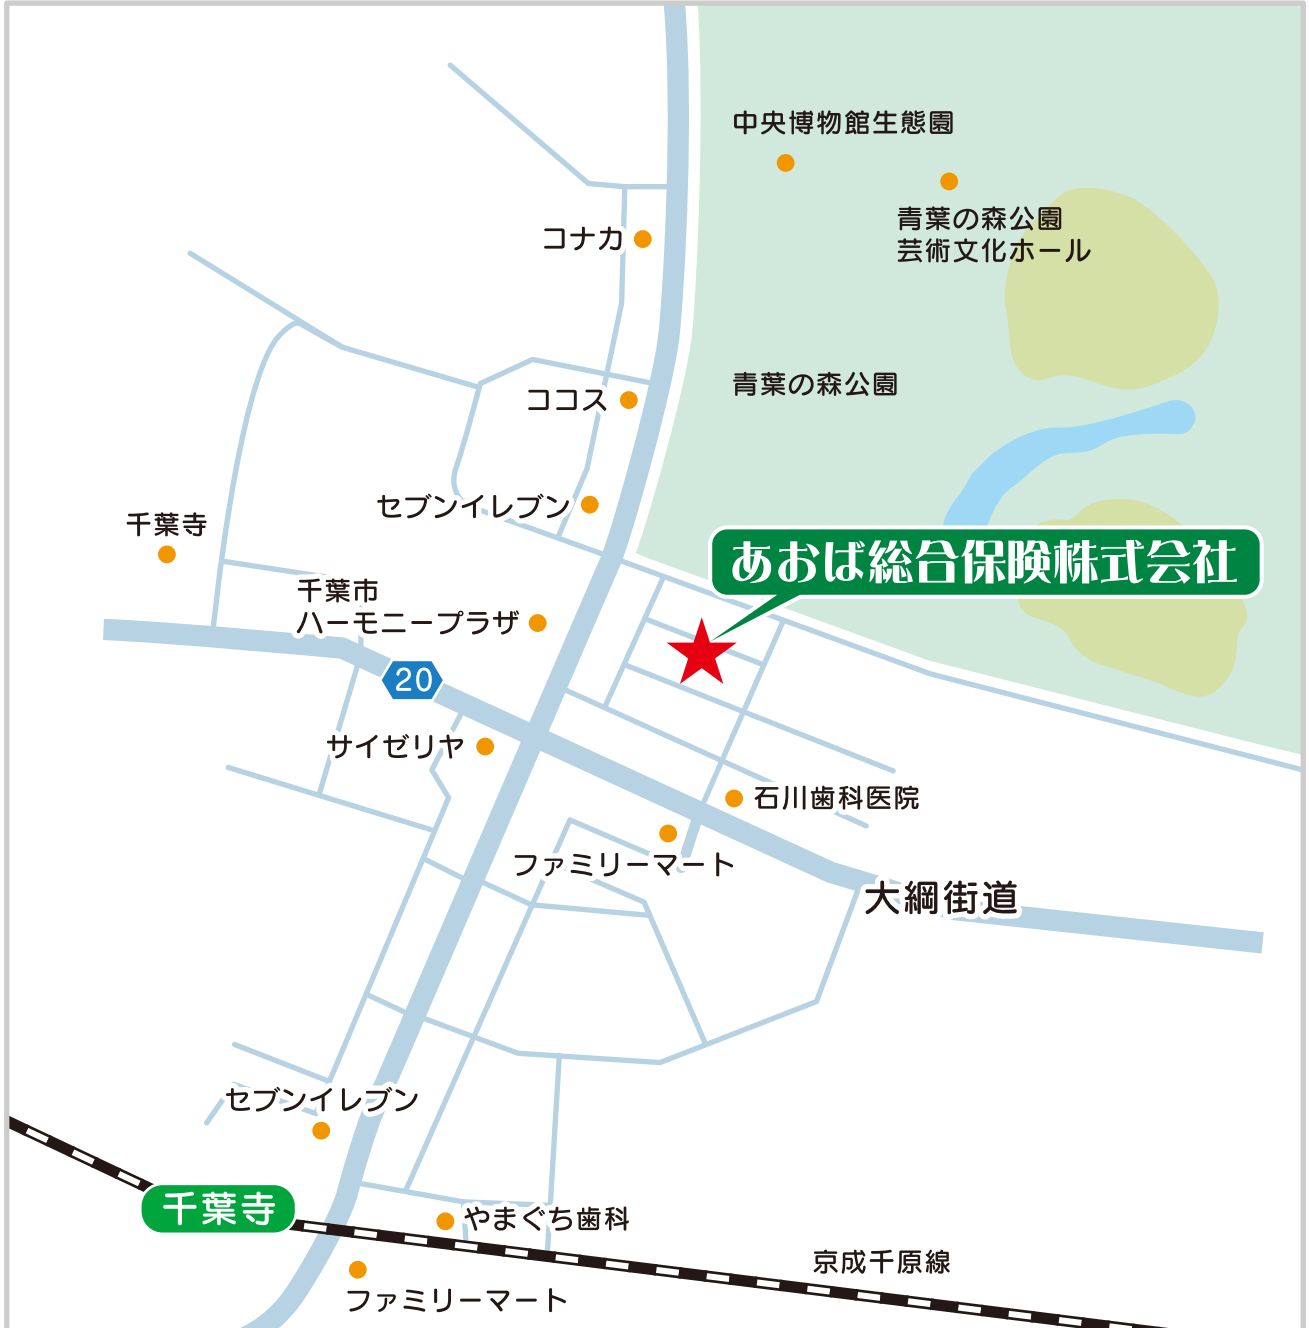 中央博物館生態園
青葉の森公園
芸術文化ホール
コナカ
青葉の森公園
ココス
セブンイレブン
千葉寺
あおば総合保険株式会社
千葉市
ハーモニープラザ
20
サイゼリヤ
石川歯科医院
ファミリーマート
大綱街道
セブンイレブン
千葉寺
やまぐち歯科
京成千原線
ファミリーマート